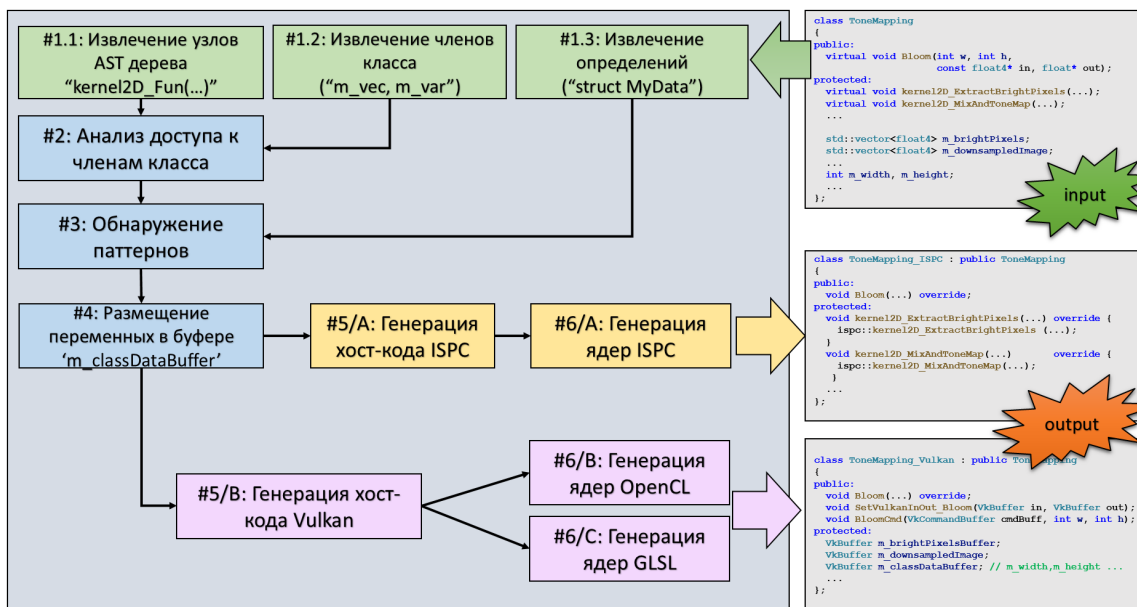 #1.1: Извлечение узлов
AST дерева
“kernel2D_Fun(...)”
#1.2: Извлечение членов
класса
(“m_vec, m_var”)
#1.3: Извлечение
определений
(“struct MyData”)
#2: Анализ доступа к
членам класса
#3: Обнаружение
паттернов
#4: Размещение
переменных в буфере
‘m_classDataBuffer’
#5/A: Генерация
хост-кода ISPC
#6/A: Генерация
ядер ISPC
#5/B: Генерация хост-
кода Vulkan
#6/B: Генерация
ядер OpenCL
#6/C: Генерация
ядер GLSL
class ToneMapping
{
public:
virtual void Bloom(int w, int h,
const float4* in, float* out);
protected:
virtual void kernel2D_ExtractBrightPixels(...);
virtual void kernel2D_MixAndToneMap(...);
...
std::vector<float4> m_brightPixels;
std::vector<float4> m_downsampledImage;
...
int m_width, m_height;
...
};
input
class ToneMapping_ISPC : public ToneMapping
{
public:
void Bloom(...) override;
protected:
void kernel2D_ExtractBrightPixels(...) override {
ispc::kernel2D_ExtractBrightPixels (...);
}
void kernel2D_MixAndToneMap(...) override {
ispc::kernel2D_MixAndToneMap(...);
}
...
};
output
class ToneMapping_Vulkan : public ToneMapping
{
public:
void Bloom(...) override;
void SetVulkanInOut_Bloom(VkBuffer in, VkBuffer out);
void BloomCmd(VkCommandBuffer cmdBuff, int w, int h);
protected:
VkBuffer m_brightPixelsBuffer;
VkBuffer m_downsampledImage;
VkBuffer m_classDataBuffer; // m_width,m_height ...
...
};